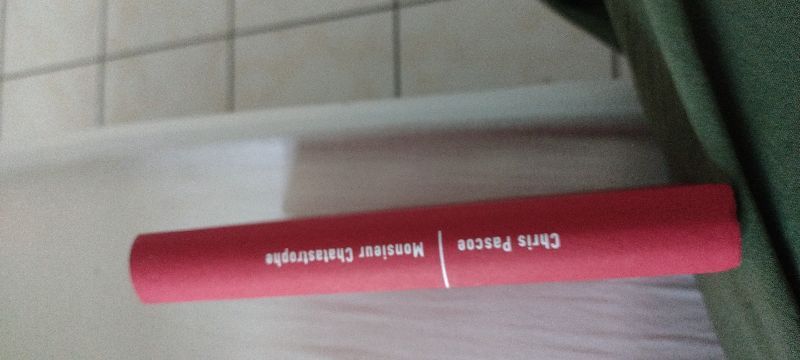 Chris Pascoe
Monsieur Chatastrophe